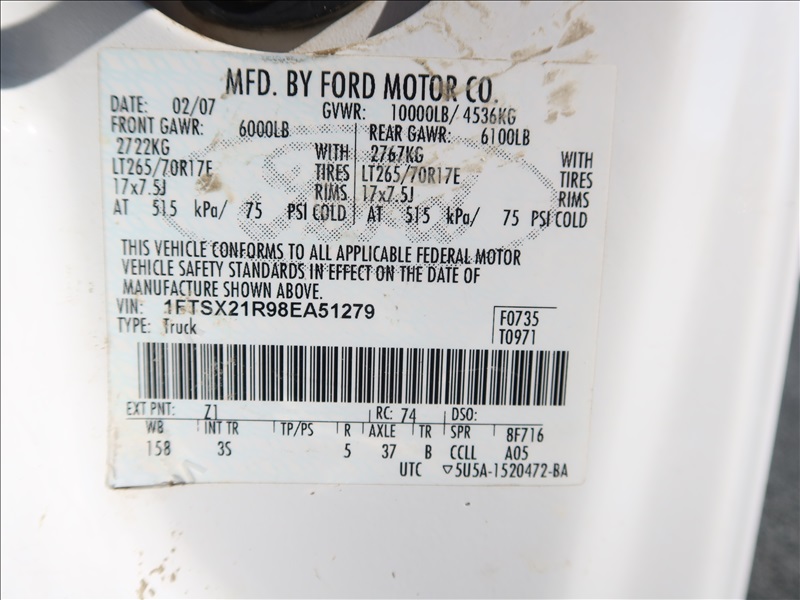 MFD. BY FORD MOTOR CO.
DATE: 02/07 GVWR: 10000LB/ 4536KG
FRONT GAWR: 6000LB REAR GAWR: 6100LB
2722KG WITH 2767KG WITH
LT265/70R17E TIRES LT265/70R17E TIRES
17x7.5J RIMS 17x7.5J RIMS
AT 515 kPa/ 75 PSI COLD AT 515 kPa/ 75 PSI COLD
THIS VEHICLE CONFORMS TO ALL APPLICABLE FEDERAL MOTOR
VEHICLE SAFETY STANDARDS IN EFFECT ON THE DATE OF
MANUFACTURE SHOWN ABOVE.
VIN: 1FTSX21R98EA51279 F0735
TYPE: Truck T0971
EXT PNT: Z1 RC: 74 DSO:
WB INT TR TP/PS R AXLE TR SPR 8F716
158 3S 5 37 B CCLL A05
UTC ▽5U5A-1520472-BA